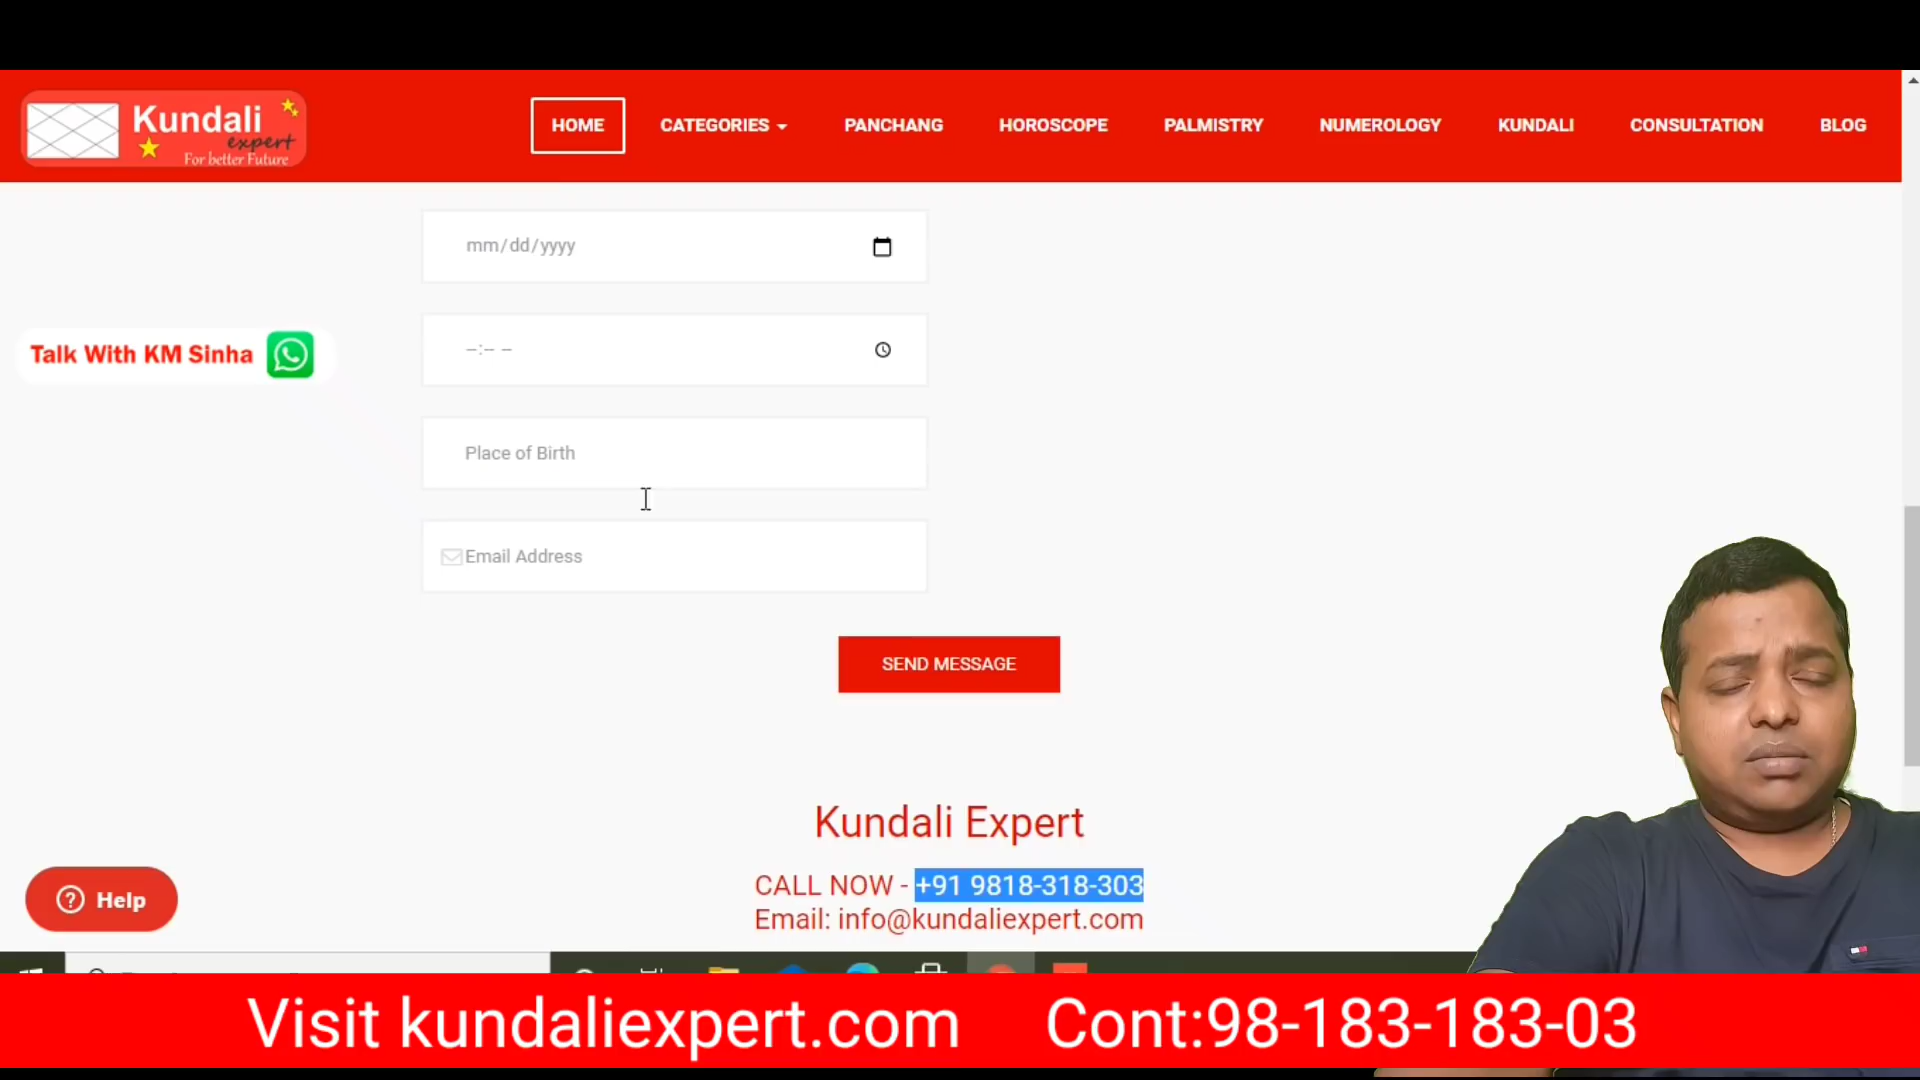 Kundali
expert
For better Future
HOME
CATEGORIES
PANCHANG
HOROSCOPE
PALMISTRY
NUMEROLOGY
KUNDALI
CONSULTATION
BLOG
mm/dd/yyyy
--:-- --
Talk With KM Sinha
Place of Birth
Email Address
SEND MESSAGE
Kundali Expert
CALL NOW - +91 9818-318-303
Email: info@kundaliexpert.com
Help
Visit kundaliexpert.com Cont:98-183-183-03